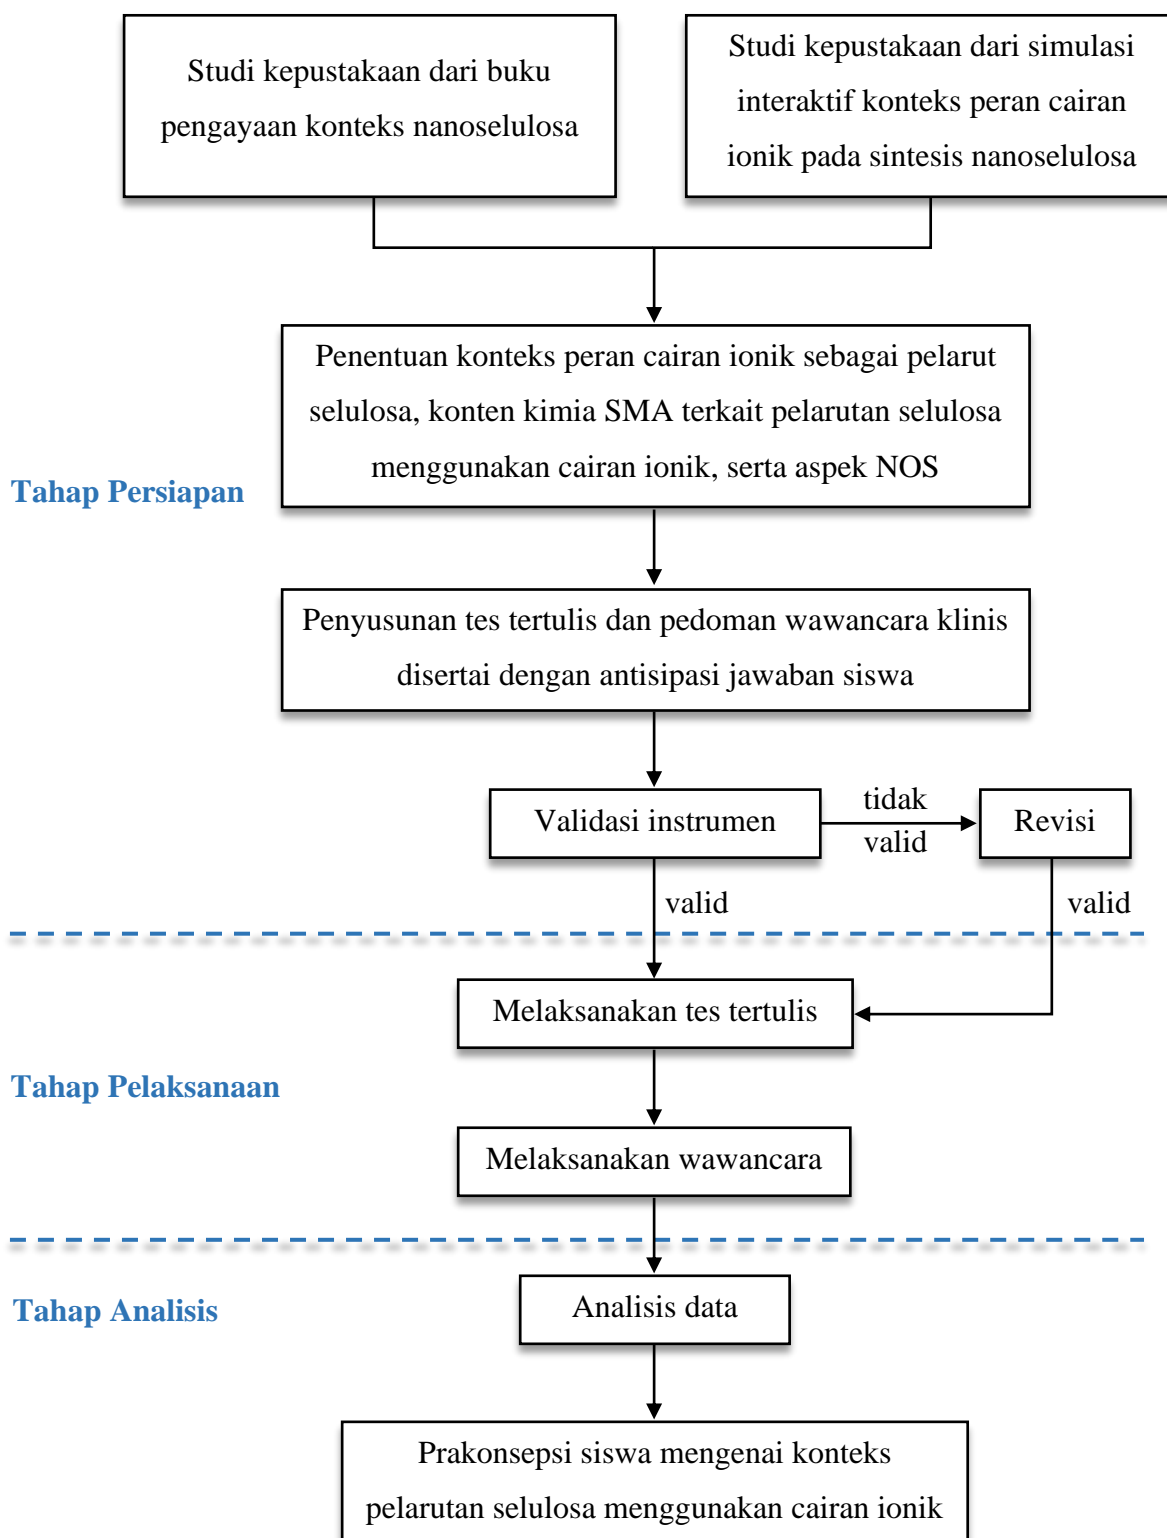 Studi kepustakaan dari buku
pengayaan konteks nanoselulosa
Studi kepustakaan dari simulasi
interaktif konteks peran cairan
ionik pada sintesis nanoselulosa
Penentuan konteks peran cairan ionik sebagai pelarut
selulosa, konten kimia SMA terkait pelarutan selulosa
menggunakan cairan ionik, serta aspek NOS
Tahap Persiapan
Penyusunan tes tertulis dan pedoman wawancara klinis
disertai dengan antisipasi jawaban siswa
Validasi instrumen
tidak
valid
Revisi
valid
valid
Melaksanakan tes tertulis
Tahap Pelaksanaan
Melaksanakan wawancara
Analisis data
Tahap Analisis
Prakonsepsi siswa mengenai konteks
pelarutan selulosa menggunakan cairan ionik